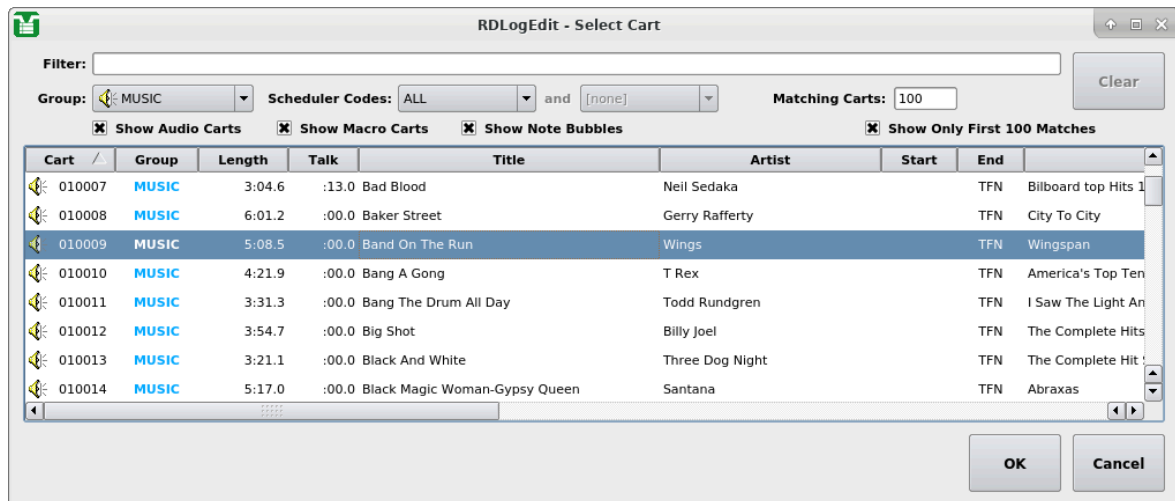 RDLogEdit - Select Cart
Filter:
Clear
Group: MUSIC Scheduler Codes: ALL and [none] Matching Carts: 100
Show Audio Carts Show Macro Carts Show Note Bubbles Show Only First 100 Matches
Cart Group Length Talk Title Artist Start End
010007 MUSIC 3:04.6 :13.0 Bad Blood Neil Sedaka TFN Bilboard top Hits 1
010008 MUSIC 6:01.2 :00.0 Baker Street Gerry Rafferty TFN City To City
010009 MUSIC 5:08.5 :00.0 Band On The Run Wings TFN Wingspan
010010 MUSIC 4:21.9 :00.0 Bang A Gong T Rex TFN America's Top Ten
010011 MUSIC 3:31.3 :00.0 Bang The Drum All Day Todd Rundgren TFN I Saw The Light An
010012 MUSIC 3:54.7 :00.0 Big Shot Billy Joel TFN The Complete Hits
010013 MUSIC 3:21.1 :00.0 Black And White Three Dog Night TFN The Complete Hit
010014 MUSIC 5:17.0 :00.0 Black Magic Woman-Gypsy Queen Santana TFN Abraxas
OK Cancel